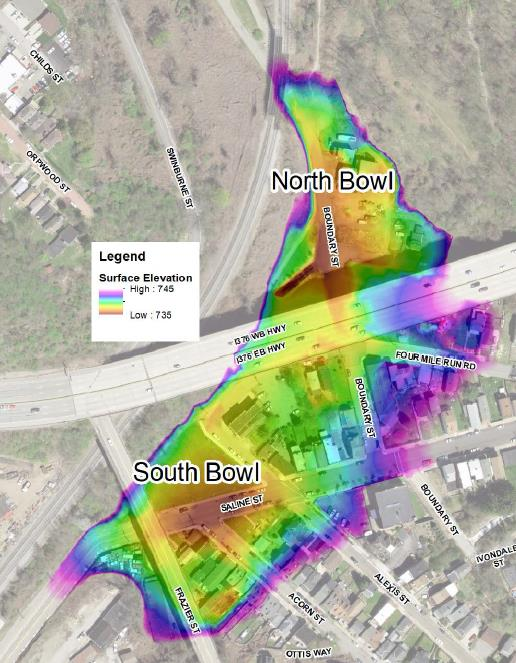 CHILDS ST
ORPWOOD ST
SWINBURNE ST
North Bowl
BOUNDARY ST
Legend
Surface Elevation
High : 745
Low : 735
I376 WB HWY
I376 EB HWY
FOUR MILE RUN RD
BOUNDARY ST
South Bowl
SALINE ST
BOUNDARY ST
IVONDALE
ST
ALEXIS ST
FRAZIER ST
ACORN ST
OTTIS WAY